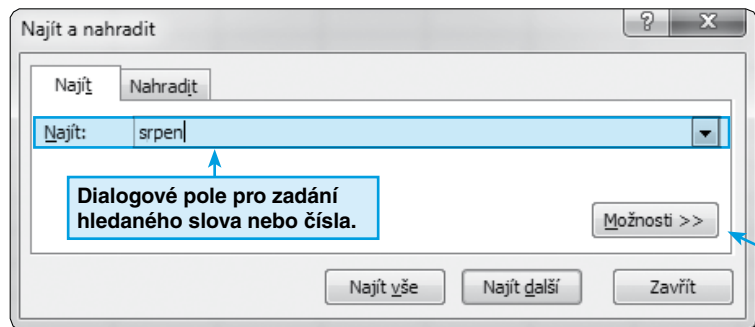 Najít a nahradit
? X
Najít Nahradit
Najít: srpen
Dialogové pole pro zadání
hledaného slova nebo čísla.
Možnosti >>
Najít vše Najít další Zavřít